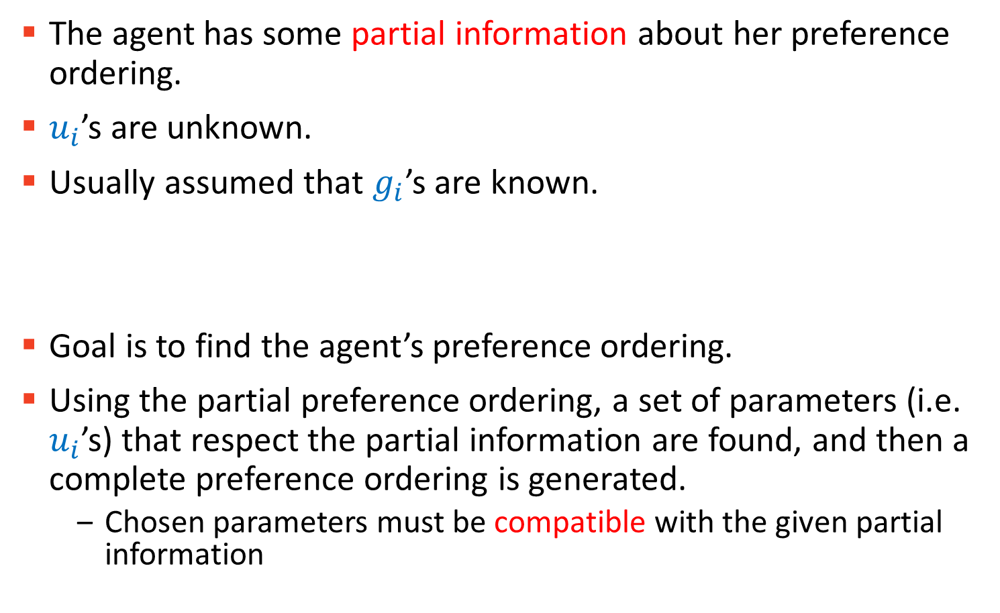 ▪ The agent has some partial information about her preference
ordering.
▪ $u_i$’s are unknown.
▪ Usually assumed that $g_i$’s are known.
▪ Goal is to find the agent’s preference ordering.
▪ Using the partial preference ordering, a set of parameters (i.e.
$u_i$’s) that respect the partial information are found, and then a
complete preference ordering is generated.
– Chosen parameters must be compatible with the given partial
information